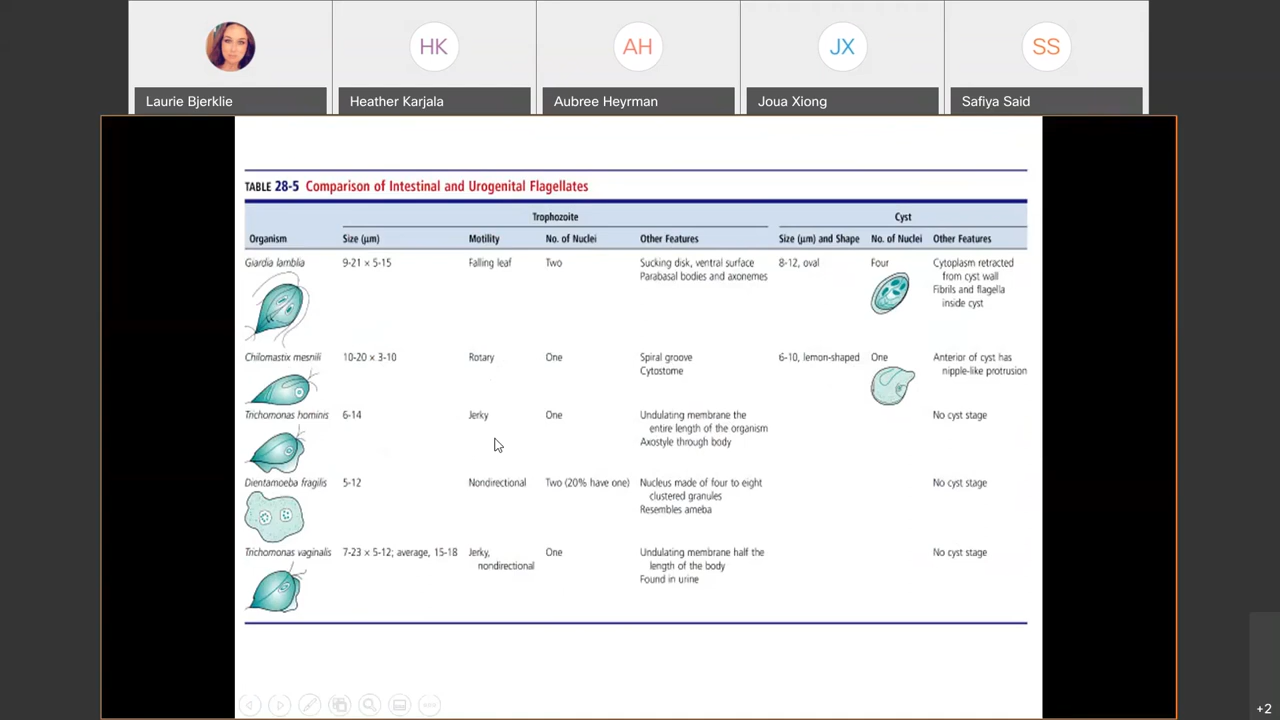 HK
AH
JX
SS
Laurie Bjerklie
Heather Karjala
Aubree Heyrman
Joua Xiong
Safiya Said
TABLE 28-5 Comparison of Intestinal and Urogenital Flagellates
Trophozoite
Cyst
Organism
Size (µm)
Motility
No. of Nuclei
Other Features
Size (µm) and Shape
No. of Nuclei
Other Features
Giardia lamblia
9-21 × 5-15
Falling leaf
Two
Sucking disk, ventral surface
Parabasal bodies and axonemes
8-12, oval
Four
Cytoplasm retracted
from cyst wall
Fibrils and flagella
inside cyst
Chilomastix mesnili
10-20 × 3-10
Rotary
One
Spiral groove
Cytostome
6-10, lemon-shaped
One
Anterior of cyst has
nipple-like protrusion
Trichomonas hominis
6-14
Jerky
One
Undulating membrane the
entire length of the organism
Axostyle through body
No cyst stage
Dientamoeba fragilis
5-12
Nondirectional
Two (20% have one)
Nucleus made of four to eight
clustered granules
Resembles ameba
No cyst stage
Trichomonas vaginalis
7-23 × 5-12; average, 15-18
Jerky,
nondirectional
One
Undulating membrane half the
length of the body
Found in urine
No cyst stage
+2